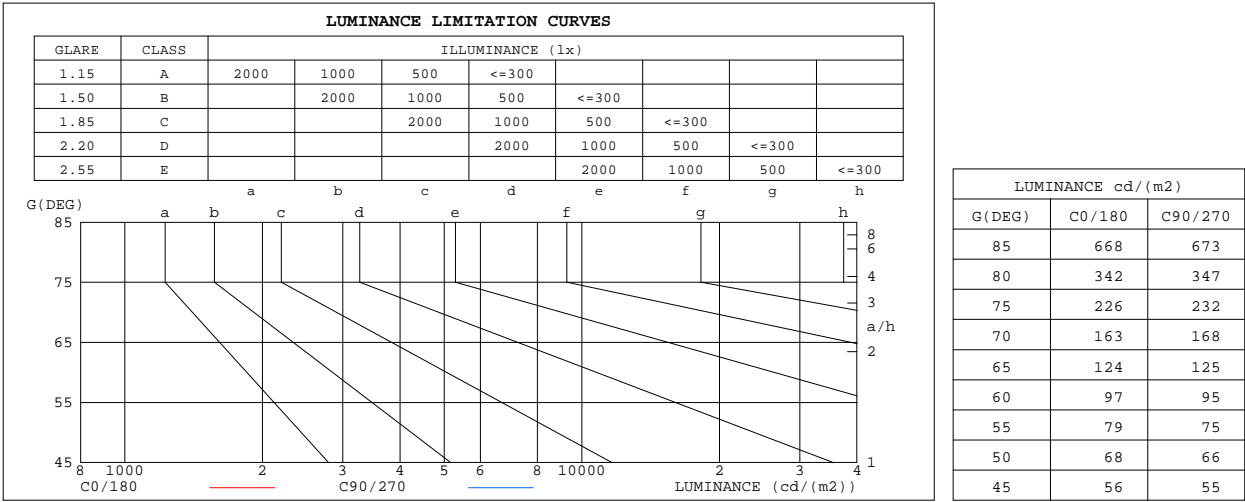 LUMINANCE LIMITATION CURVES
GLARE CLASS ILLUMINANCE (lx)
1.15 A 2000 1000 500 <=300
1.50 B 2000 1000 500 <=300
1.85 C 2000 1000 500 <=300
2.20 D 2000 1000 500 <=300
2.55 E 2000 1000 500 <=300
a b c d e f g h
G(DEG)
a b c d e f g h
85
75
65
55
45
8
6
4
3
a/h
2
1
8 1000 2 3 4 5 6 8 10000 2 3 4
C0/180 C90/270 LUMINANCE (cd/(m2))
LUMINANCE cd/(m2)
G(DEG) C0/180 C90/270
85 668 673
80 342 347
75 226 232
70 163 168
65 124 125
60 97 95
55 79 75
50 68 66
45 56 55